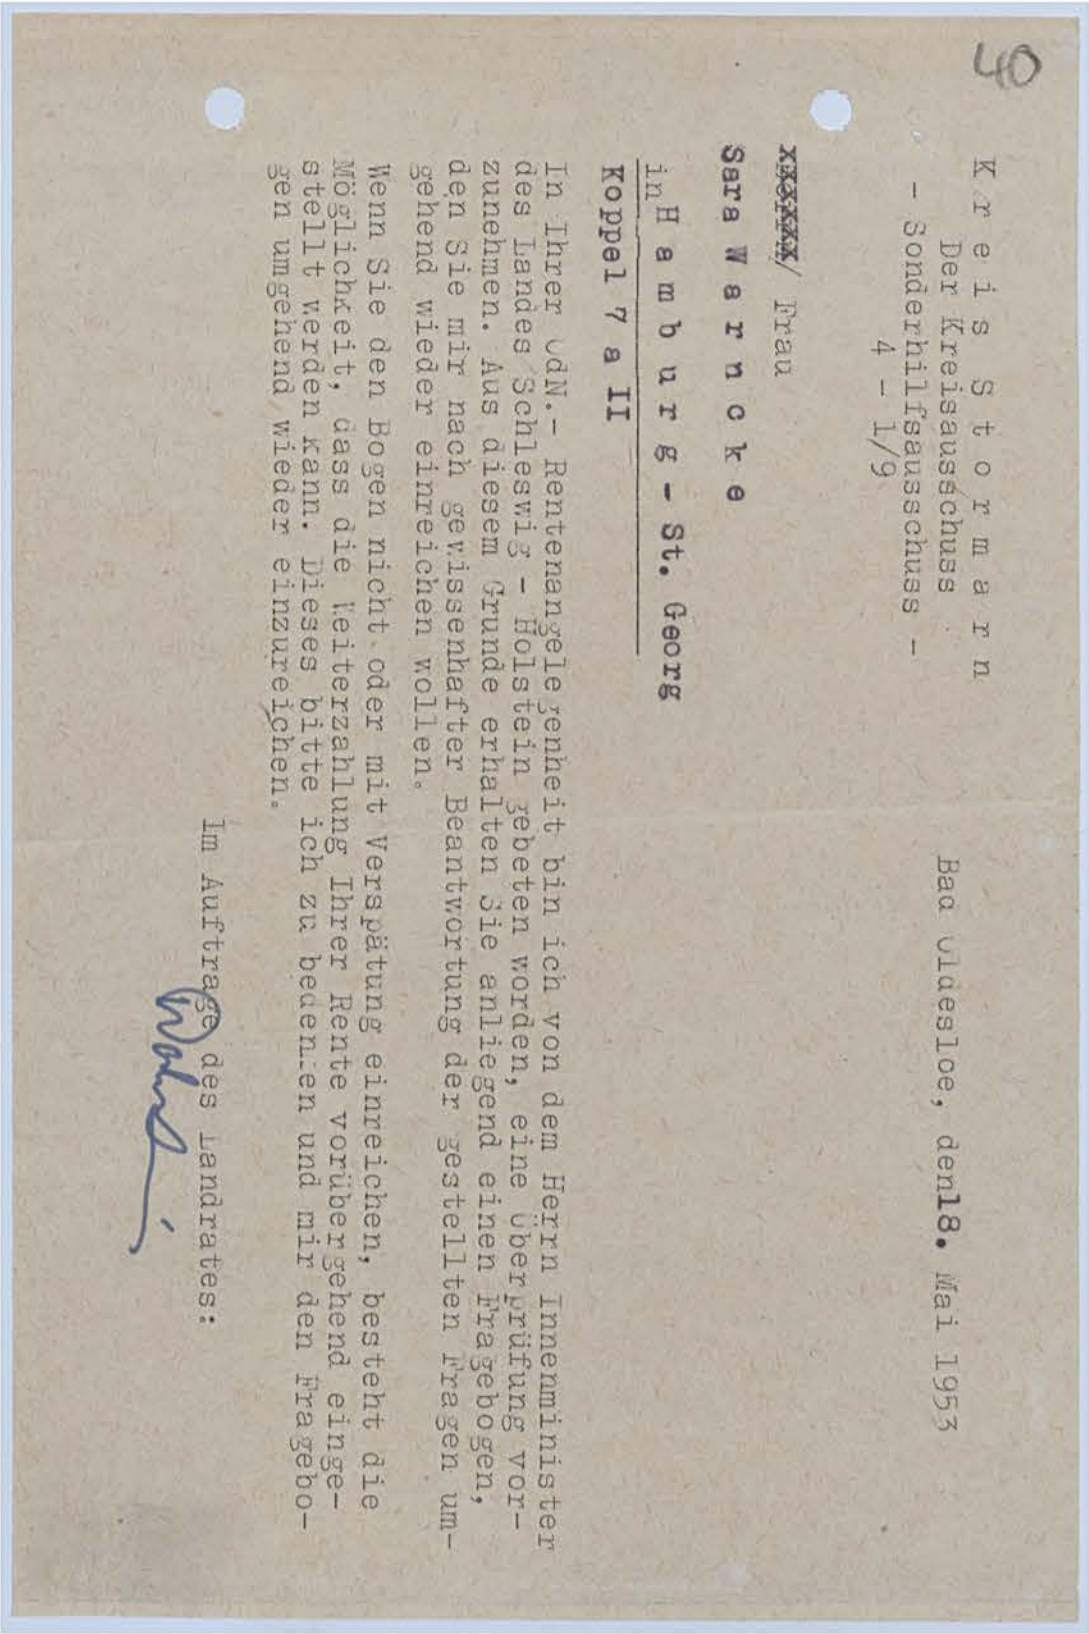 40
K r e i s  S t o r m a r n
Der Kreisausschuss
- Sonderhilfsausschuss -
4 - 1/9
Bad Oldesloe, den18. Mai 1953
/ Frau
Sara W a r n c k e
in H a m b u r g - St. Georg
Koppel 7 a II
In Ihrer OdN.- Rentenangelegenheit bin ich von dem Herrn Innenminister
des Landes Schleswig - Holstein gebeten worden, eine Überprüfung vor-
zunehmen. Aus diesem Grunde erhalten Sie anliegend einen Fragebogen,
den Sie mir nach gewissenhafter Beantwortung der gestellten Fragen um-
gehend wieder einreichen wollen.
Wenn Sie den Bogen nicht oder mit Verspätung einreichen, besteht die
Möglichkeit, dass die Weiterzahlung Ihrer Rente vorübergehend einge-
stellt werden kann. Dieses bitte ich zu bedenken und mir den Fragebo-
gen umgehend wieder einzureichen.
Im Auftrage des Landrates: